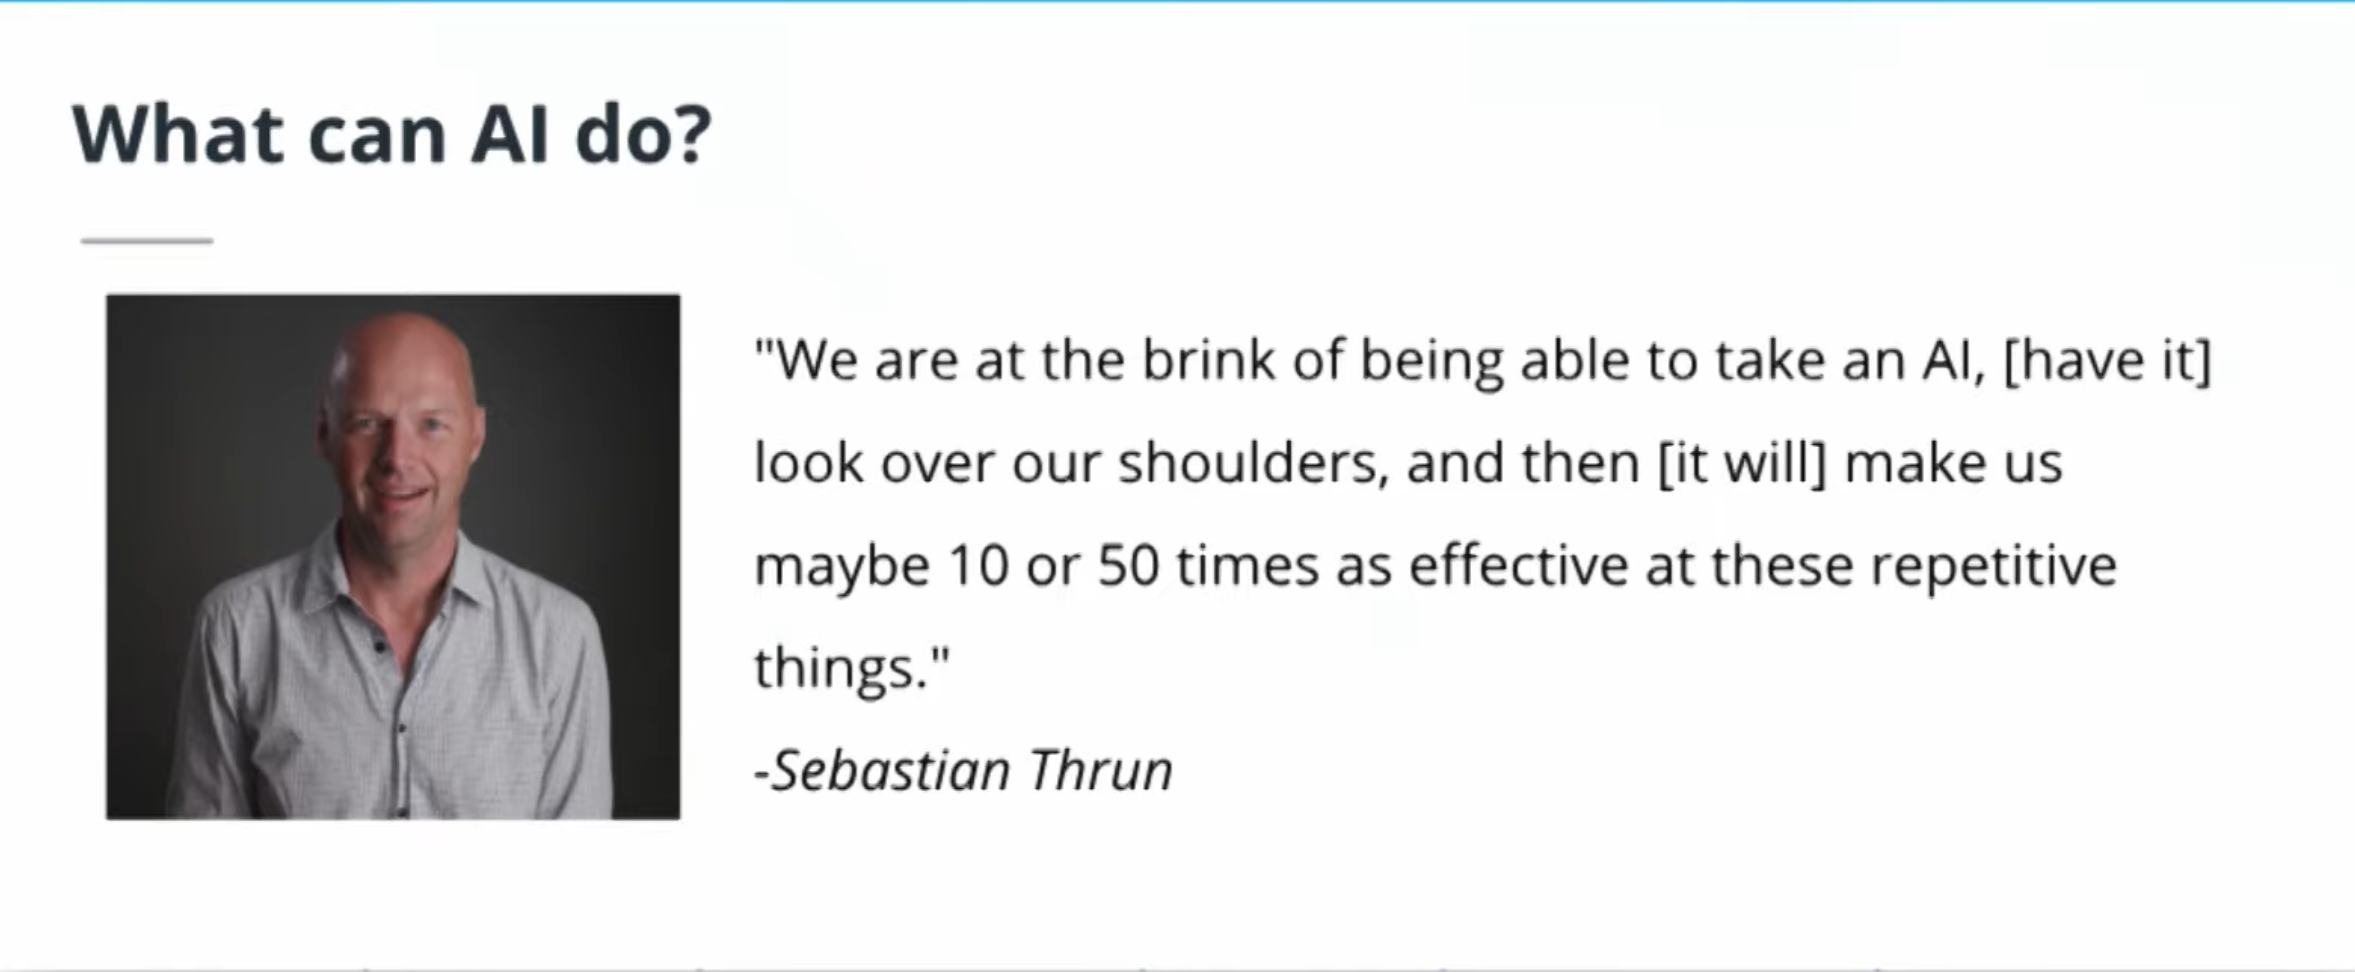 What can AI do?
"We are at the brink of being able to take an AI, [have it]
look over our shoulders, and then [it will] make us
maybe 10 or 50 times as effective at these repetitive
things."
-Sebastian Thrun